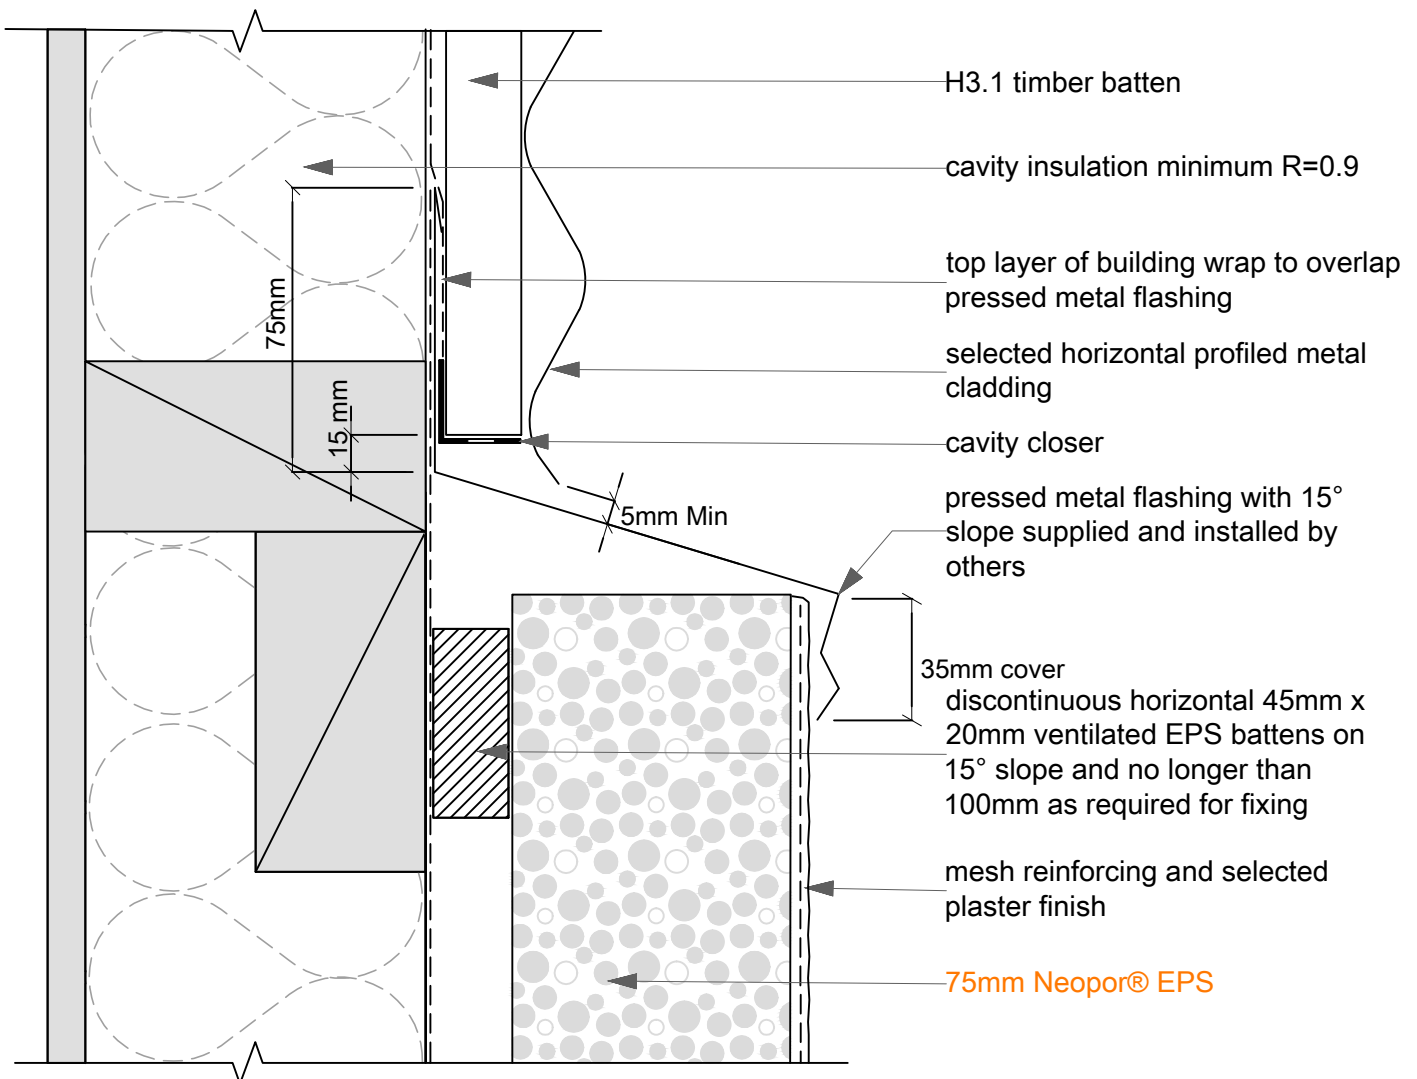 H3.1 timber batten
cavity insulation minimum R=0.9
top layer of building wrap to overlap
pressed metal flashing
75mm
selected horizontal profiled metal
cladding
15 mm
cavity closer
pressed metal flashing with 15°
slope supplied and installed by
others
5mm Min
35mm cover
discontinuous horizontal 45mm x
20mm ventilated EPS battens on
15° slope and no longer than
100mm as required for fixing
mesh reinforcing and selected
plaster finish
75mm Neopor® EPS